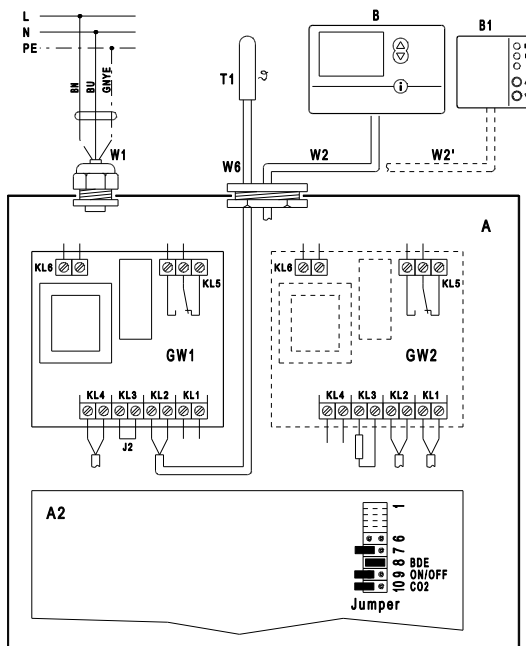 L
N
PE
BN
BU
GNYE
W1
T1
W6
W2
B
i
B1
W2'
A
KL6
KL5
GW1
KL4 KL3 KL2 KL1
J2
KL6
KL5
GW2
KL4 KL3 KL2 KL1
A2
1
6
7
8 BDE
9 ON/OFF
10 CO2
Jumper